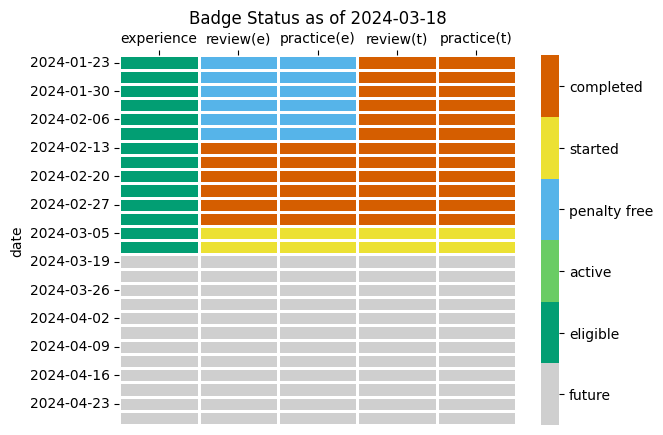 Badge Status as of 2024-03-18
experience review(e) practice(e) review(t) practice(t)
2024-01-23
2024-01-30
2024-02-06
2024-02-13
2024-02-20
2024-02-27
2024-03-05
2024-03-19
2024-03-26
2024-04-02
2024-04-09
2024-04-16
2024-04-23
date
completed
started
penalty free
active
eligible
future